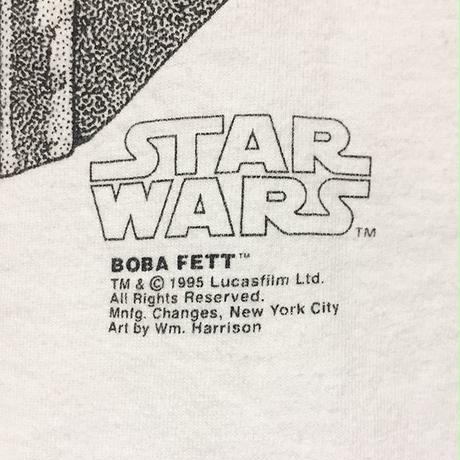 STAR
WARS TM
BOBA FETT™
TM & © 1995 Lucasfilm Ltd.
All Rights Reserved.
Mnfg. Changes, New York City
Art by Wm. Harrison